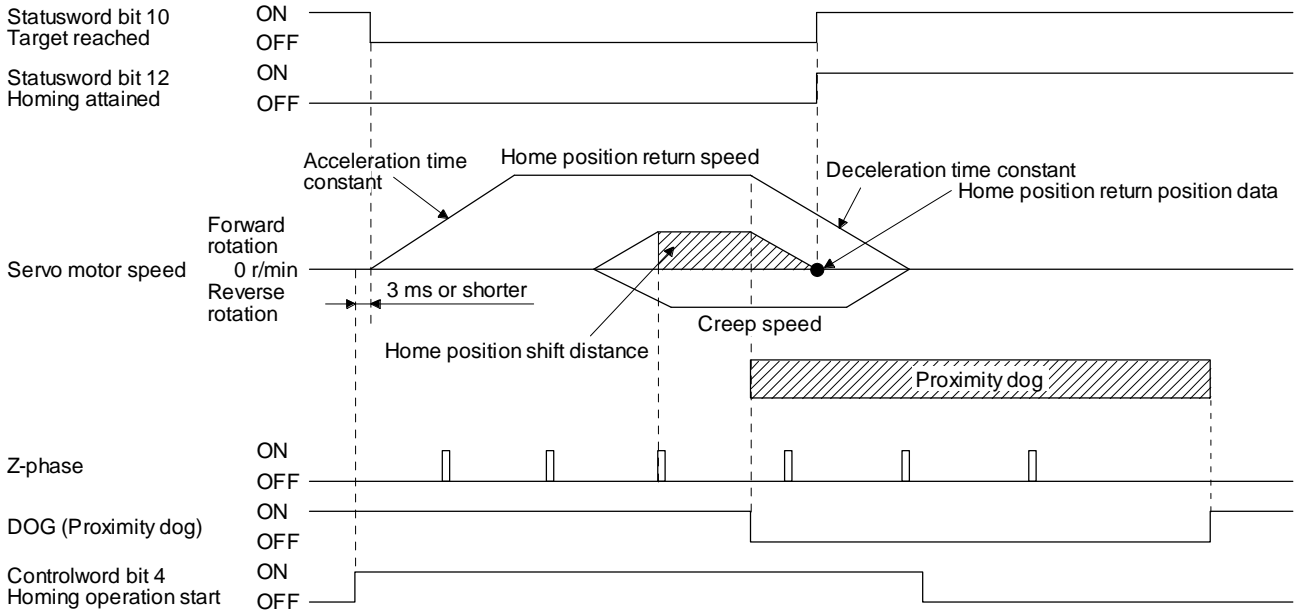 Statusword bit 10
Target reached
ON
OFF
Statusword bit 12
Homing attained
ON
OFF
Acceleration time
constant
Home position return speed
Deceleration time constant
Home position return position data
Forward
rotation
Servo motor speed
0 r/min
Reverse
rotation
3 ms or shorter
Creep speed
Home position shift distance
Proximity dog
Z-phase
ON
OFF
DOG (Proximity dog)
ON
OFF
Controlword bit 4
Homing operation start
ON
OFF